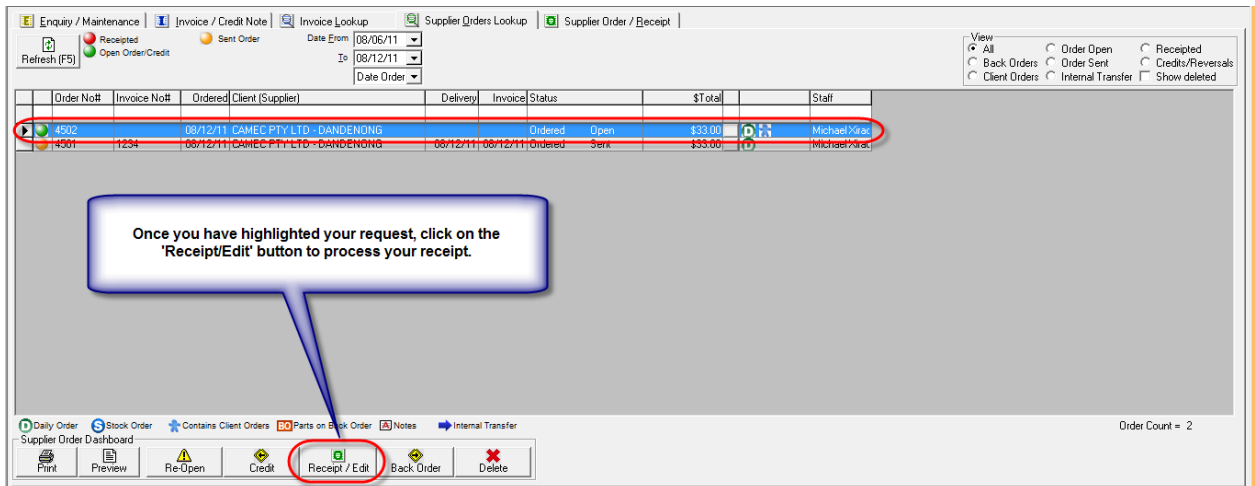 Enquiry / Maintenance Invoice / Credit Note Invoice Lookup Supplier Orders Lookup Supplier Order / Receipt
Refresh (F5)
Receipted
Open Order/Credit
Sent Order
Date From 08/06/11
To 08/12/11
Date Order
View
All Order Open Receipted
Back Orders Order Sent Credits/Reversals
Client Orders Internal Transfer Show deleted
Order No# Invoice No# Ordered Client (Supplier) Delivery Invoice Status $Total Staff
4502 08/12/11 CAMEC PTY LTD - DANDENONG Ordered Open $33.00 D Michael Xirac
4501 1234 08/12/11 CAMEC PTY LTD - DANDENONG 08/12/11 08/12/11 Ordered Sent $33.00 D Michael Xirac
Once you have highlighted your request, click on the
'Receipt/Edit' button to process your receipt.
D Daily Order S Stock Order Contains Client Orders BO Parts on Back Order A Notes Internal Transfer Order Count = 2
Supplier Order Dashboard
Print Preview Re-Open Credit Receipt / Edit Back Order Delete